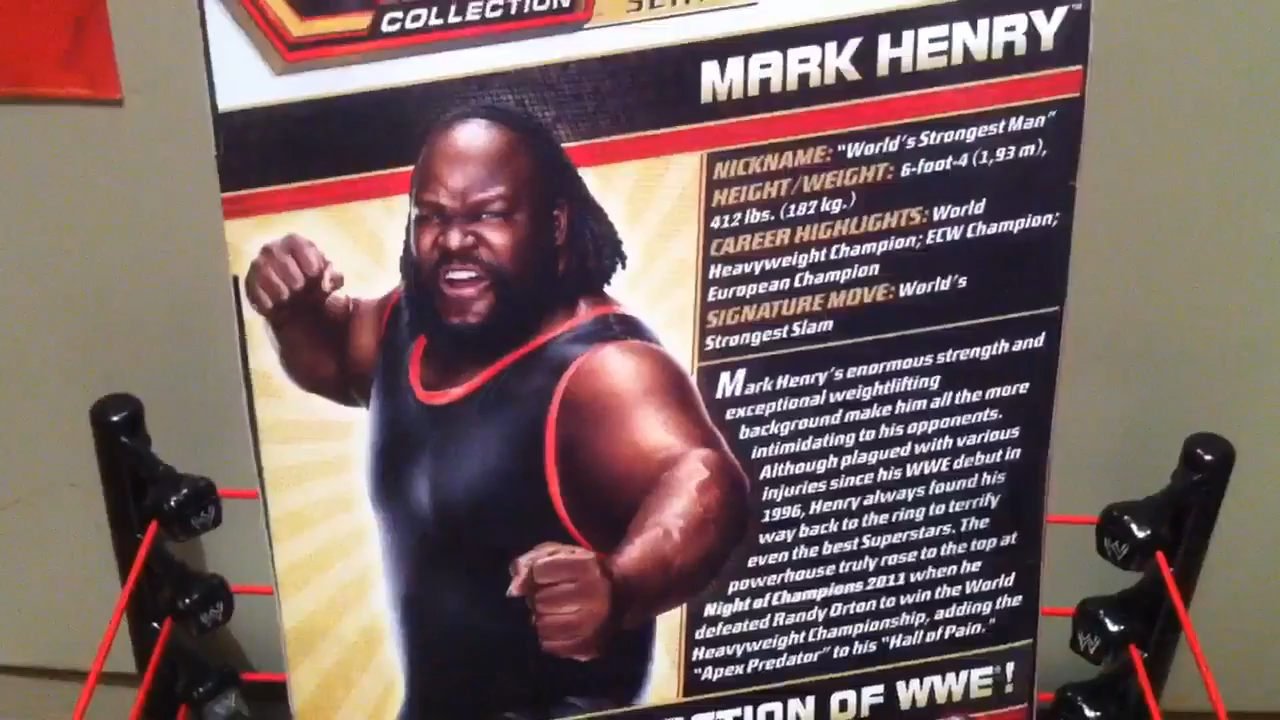 COLLECTION
MARK HENRY™
NICKNAME: "World's Strongest Man"
HEIGHT/WEIGHT: 6-foot-4 (1,93 m),
412 lbs. (187 kg.)
CAREER HIGHLIGHTS: World
Heavyweight Champion; ECW Champion;
European Champion
SIGNATURE MOVE: World's
Strongest Slam
Mark Henry's enormous strength and
exceptional weightlifting
background make him all the more
intimidating to his opponents.
Although plagued with various
injuries since his WWE debut in
1996, Henry always found his
way back to the ring to terrify
even the best Superstars. The
powerhouse truly rose to the top at
Night of Champions 2011 when he
defeated Randy Orton to win the World
Heavyweight Championship, adding the
"Apex Predator" to his "Hall of Pain."
OF WWE®!